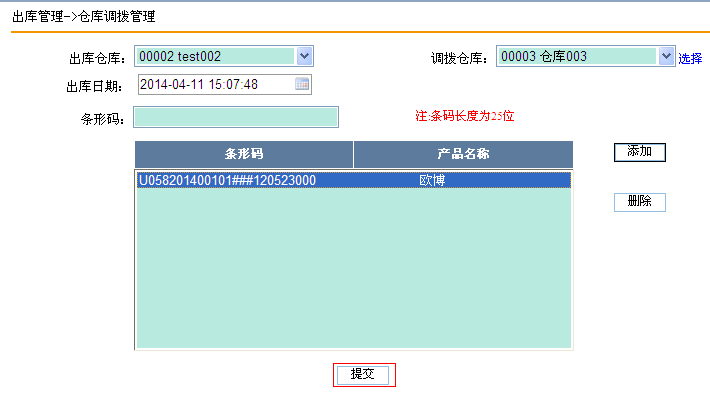 出库管理->仓库调拨管理
出库仓库： 00002 test002 调拨仓库： 00003 仓库003 选择
出库日期： 2014-04-11 15:07:48
条形码： 注:条码长度为25位
条形码 产品名称 添加
U058201400101###120523000 欧博
删除
提交